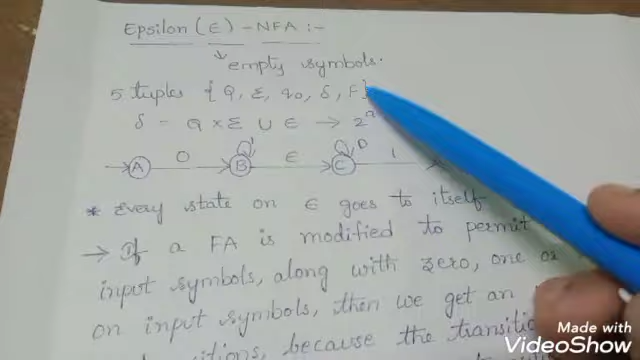 Epsilon (ε) - NFA :-
empty symbols.
5 tuples { Q, Σ, q0, δ, F}
δ - Q × Σ ∪ ε → 2
A 0 B 1 ε C 0 1
* Every state on ε goes to itself
→ If a FA is modified to permit
input symbols, along with zero, one or
on input symbols, then we get an
because the transitio
Made with
VideoShow